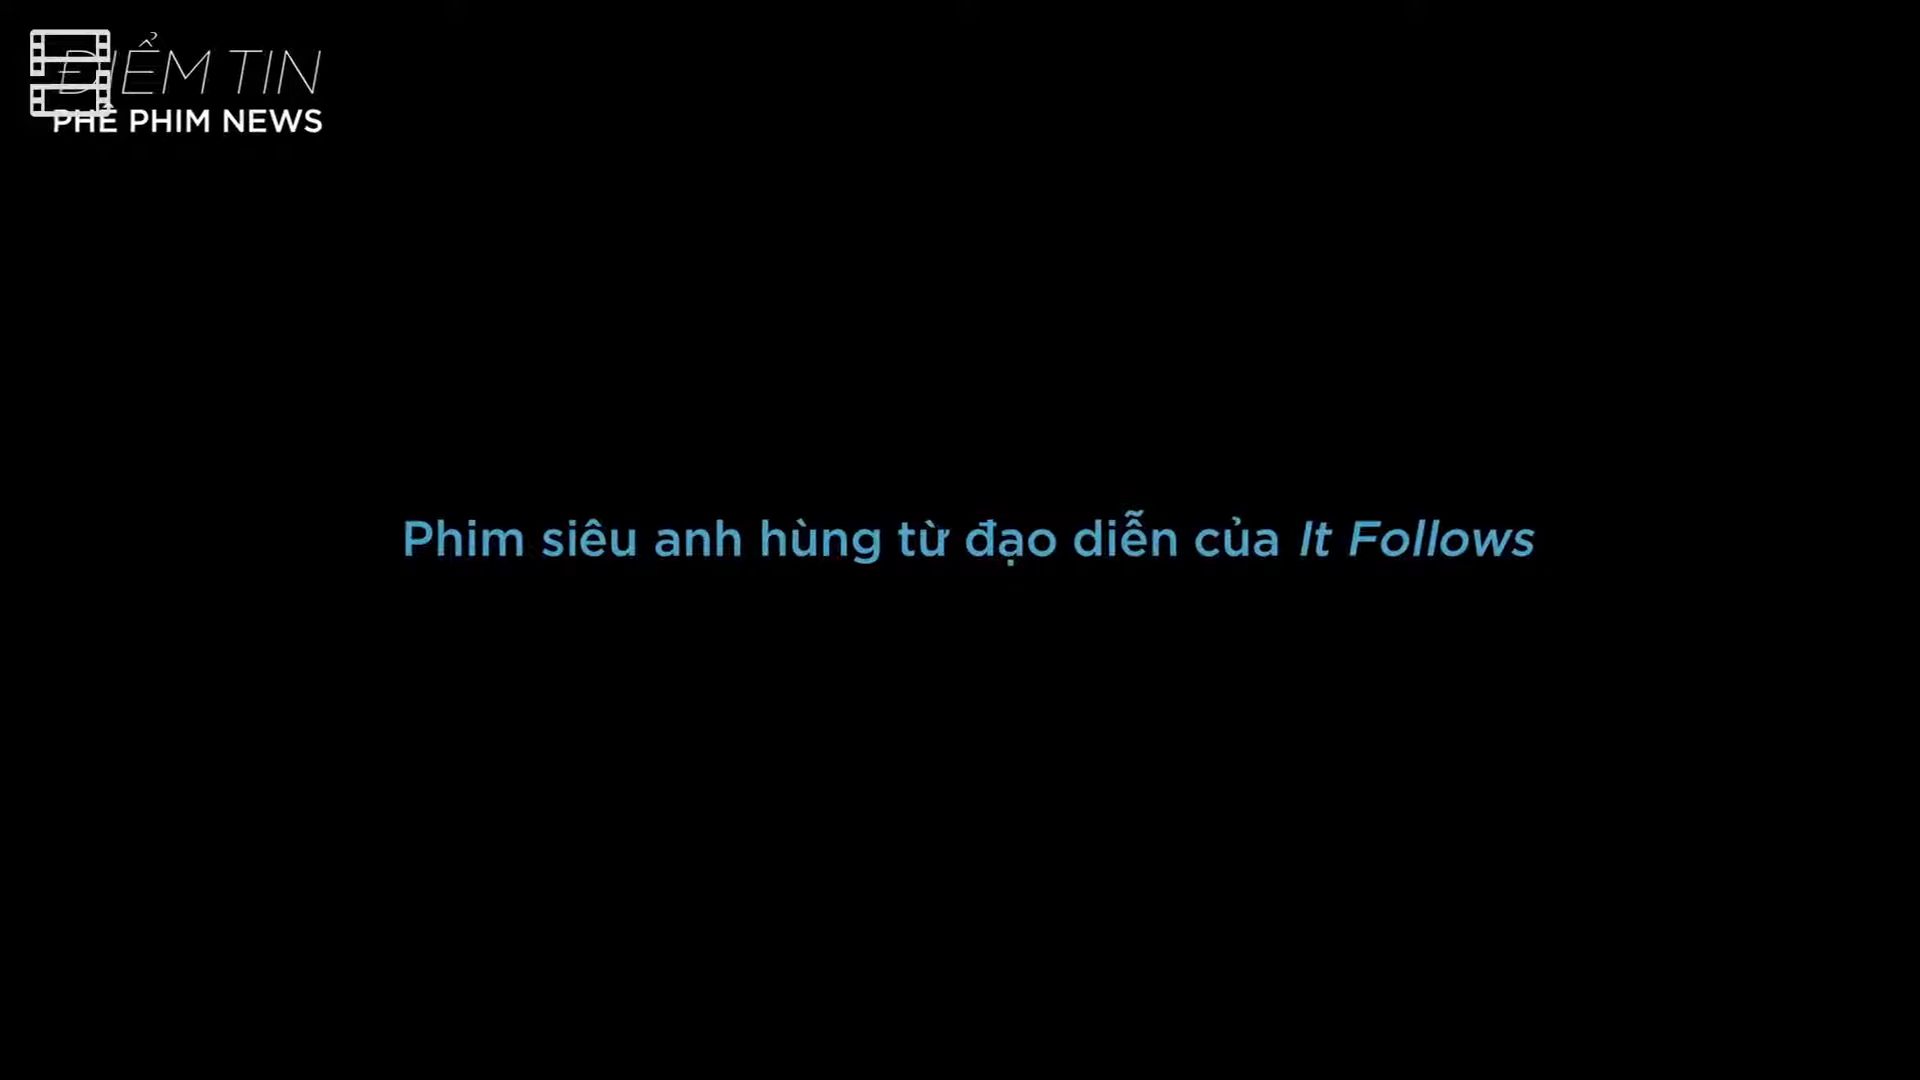 ĐIỂM TIN
PHÊ PHIM NEWS
Phim siêu anh hùng từ đạo diễn của It Follows